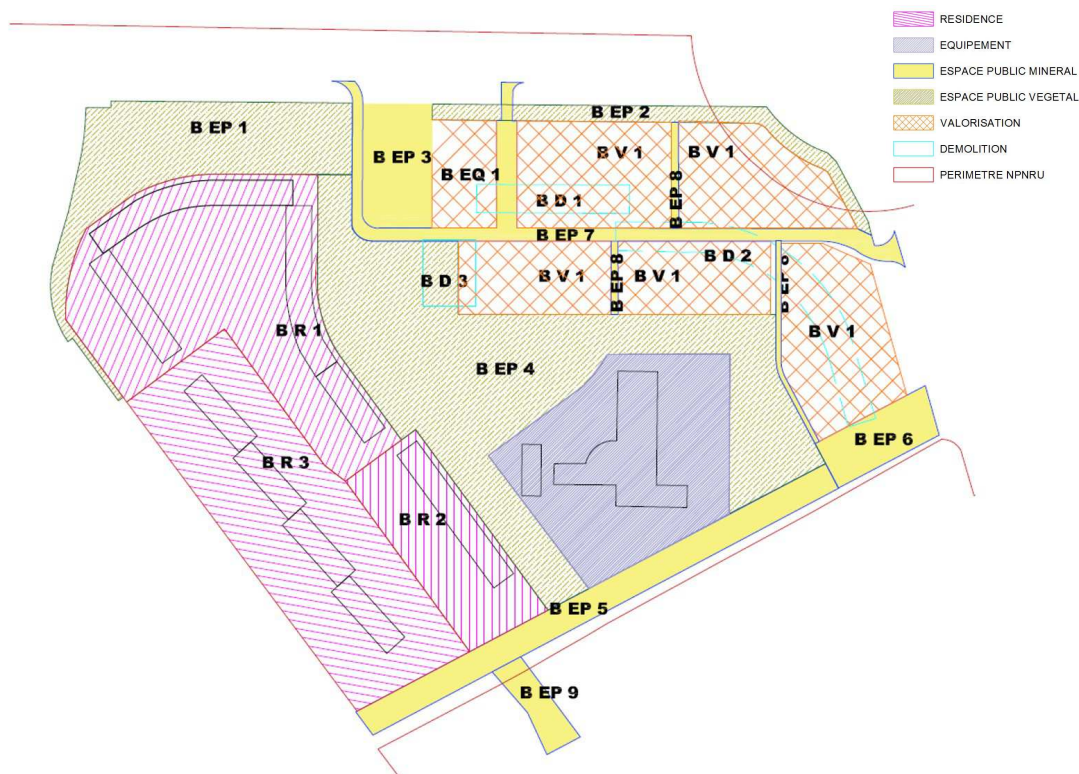 RESIDENCE
EQUIPEMENT
ESPACE PUBLIC MINERAL
ESPACE PUBLIC VEGETAL
VALORISATION
DEMOLITION
PERIMETRE NPNRU
B EP 1
B EP 2
B EP 3
B V 1
B V 1
B EQ 1
B EP 8
B D 1
B EP 7
B D 2
B D 3
B V 1
B EP 8
B V 1
B V 1
B R 1
B EP 4
B EP 6
B R 3
B R 2
B EP 5
B EP 9